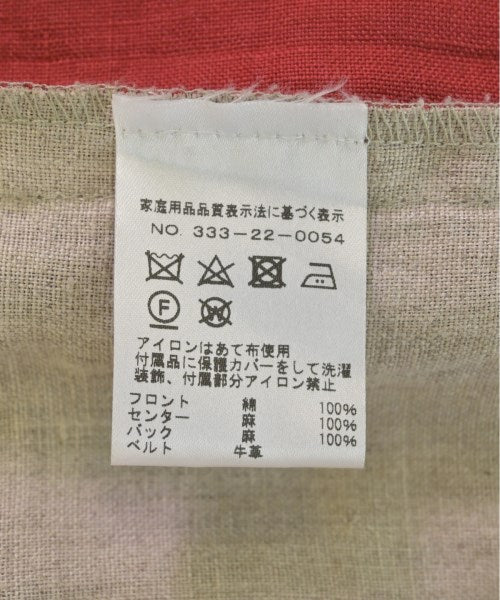 家庭用品品質表示法に基づく表示
NO. 333-22-0054
F W
アイロンはあて布使用
付属品に保護カバーをして洗濯
装飾、付属部分アイロン禁止
フロント 綿 100%
センター 麻 100%
バック 麻 100%
ベルト 牛革